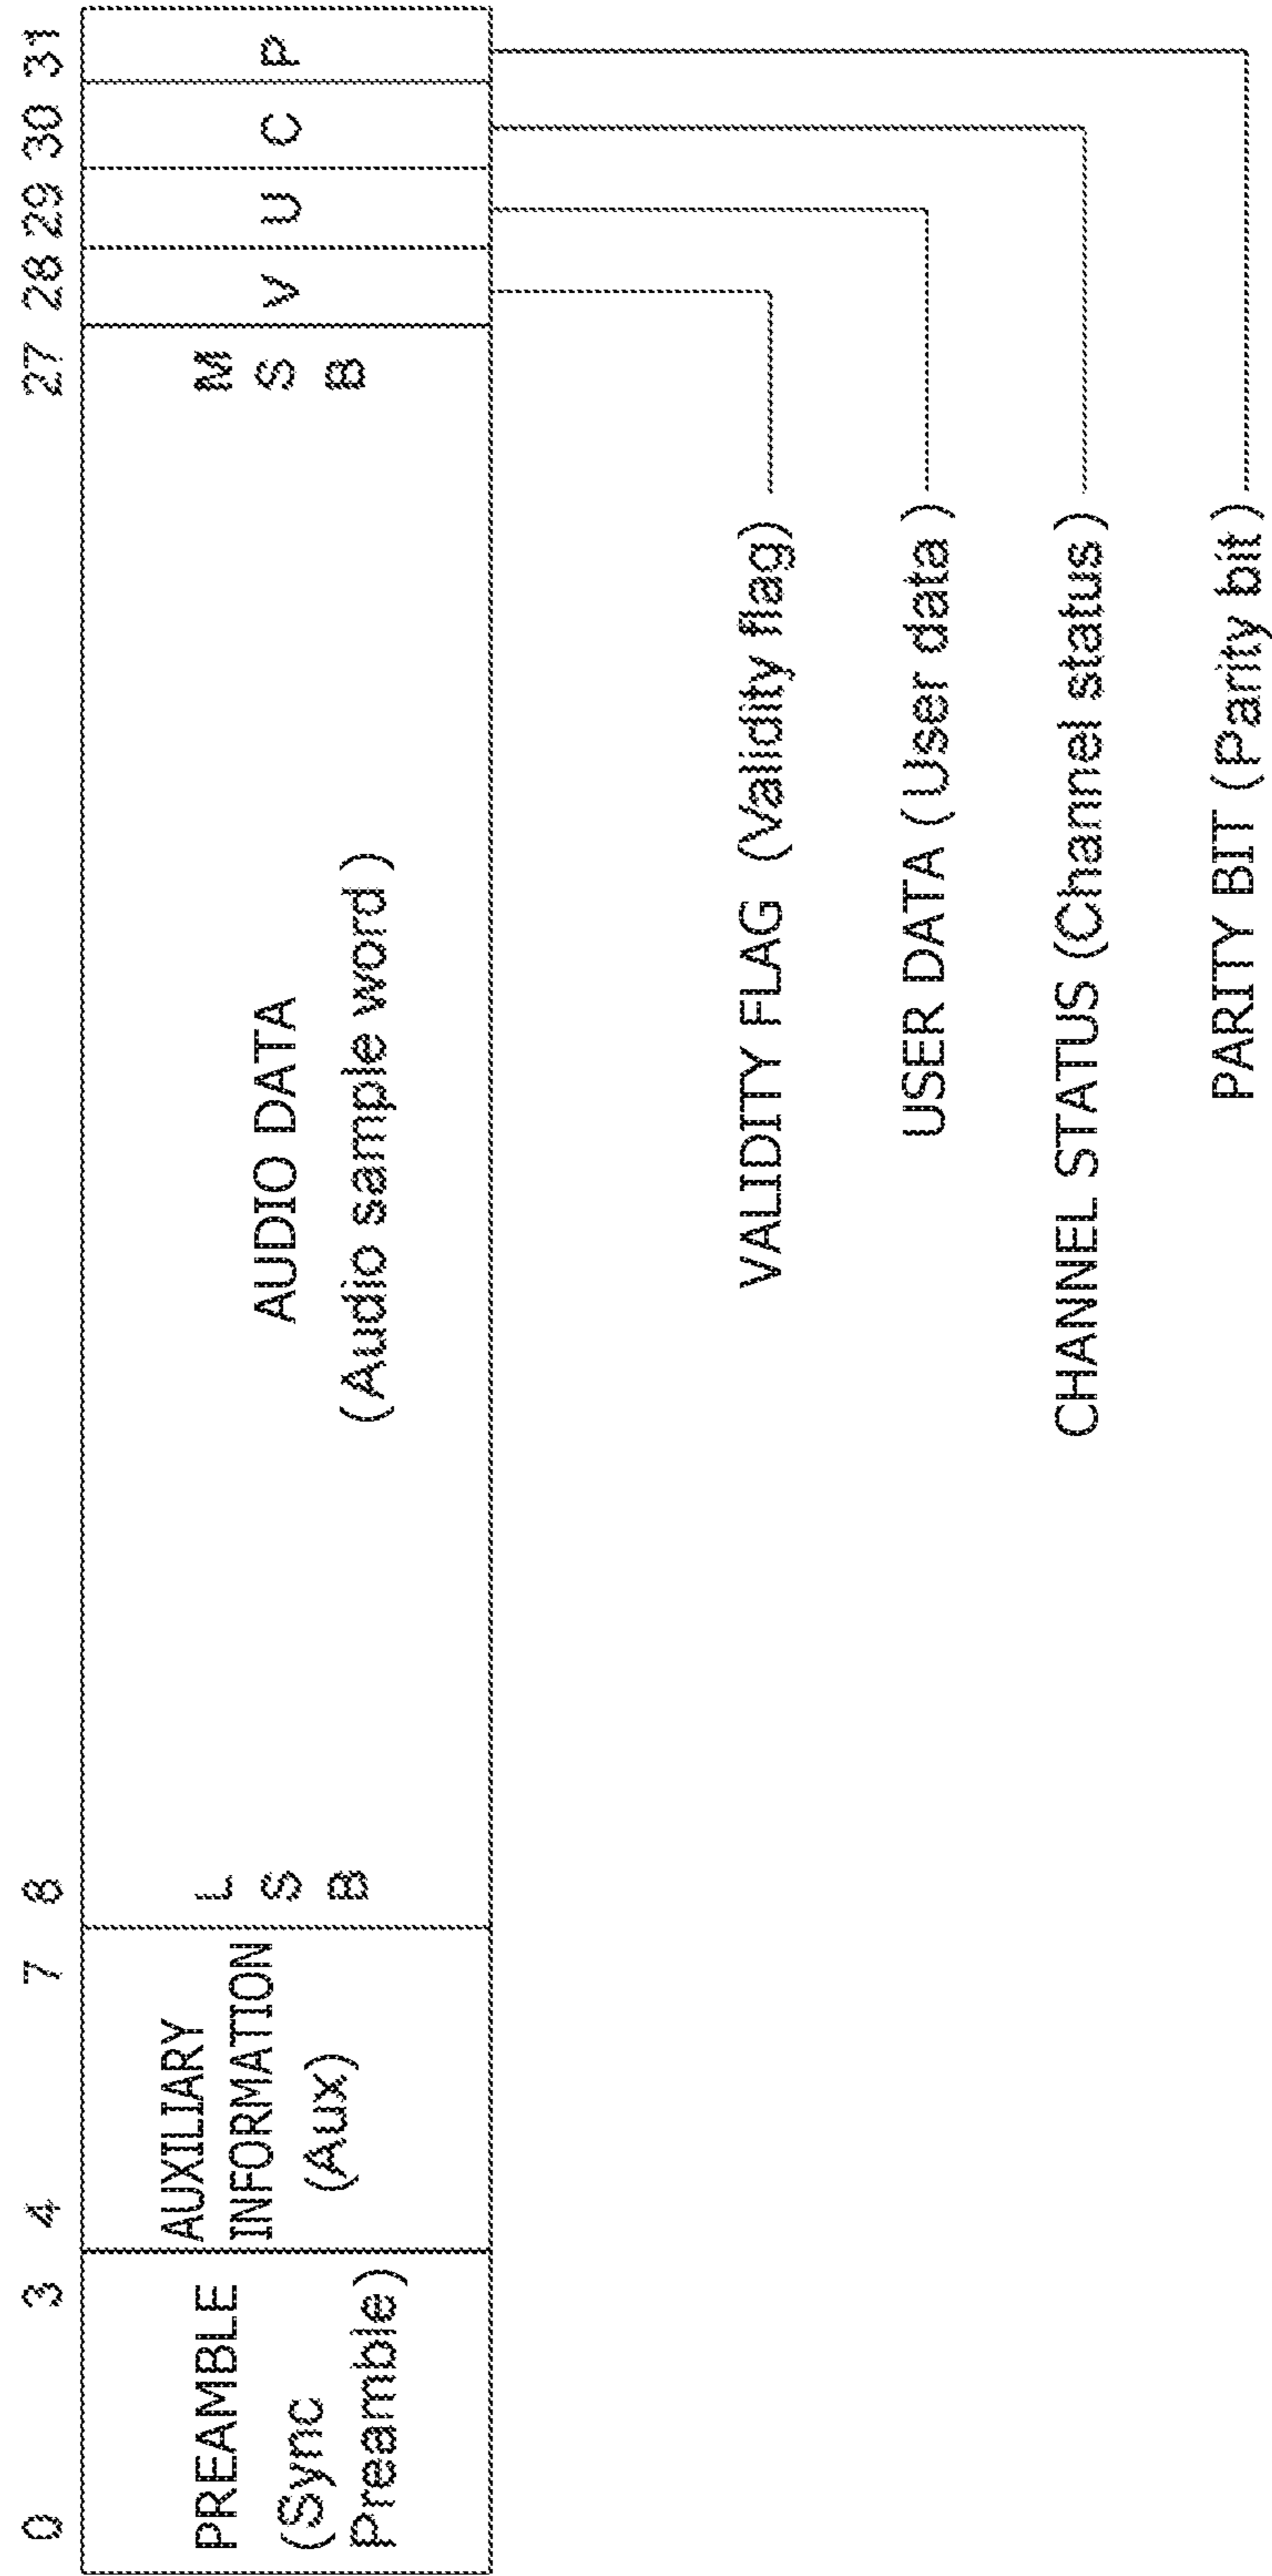 0 3 4 7 8 27 28 29 30 31
PREAMBLE
(Sync
Preamble)
AUXILIARY
INFORMATION
(Aux)
L
S
B
AUDIO DATA
(Audio sample word)
M
S
B
V U C P
VALIDITY FLAG (Validity flag)
USER DATA (User data)
CHANNEL STATUS (Channel status)
PARITY BIT (Parity bit)